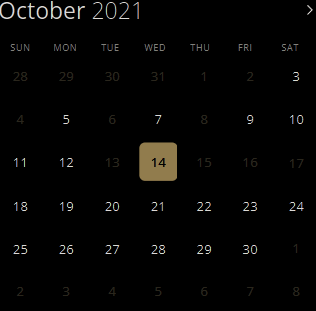 October 2021
SUN MON TUE WED THU FRI SAT
28 29 30 31 1 2 3
4 5 6 7 8 9 10
11 12 13 14 15 16 17
18 19 20 21 22 23 24
25 26 27 28 29 30 1
2 3 4 5 6 7 8